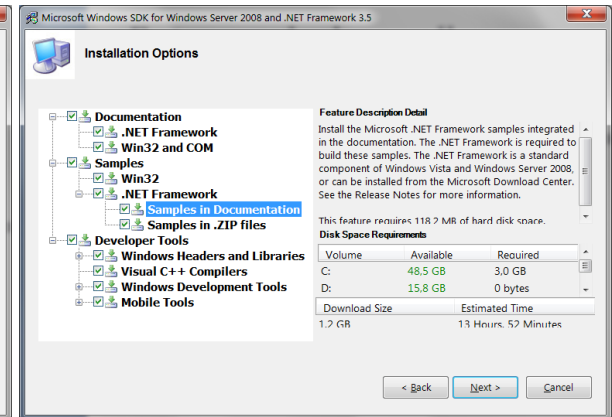 Microsoft Windows SDK for Windows Server 2008 and .NET Framework 3.5
Installation Options
Documentation
.NET Framework
Win32 and COM
Samples
Win32
.NET Framework
Samples in Documentation
Samples in .ZIP files
Developer Tools
Windows Headers and Libraries
Visual C++ Compilers
Windows Development Tools
Mobile Tools
Feature Description Detail
Install the Microsoft .NET Framework samples integrated
in the documentation. The .NET Framework is required to
build these samples. The .NET Framework is a standard
component of Windows Vista and Windows Server 2008,
or can be installed from the Microsoft Download Center.
See the Release Notes for more information.
This feature requires 118.2 MB of hard disk space.
Disk Space Requirements
Volume Available Required
C: 48,5 GB 3,0 GB
D: 15,8 GB 0 bytes
Download Size Estimated Time
1.2 GB 13 Hours, 52 Minutes
< Back Next > Cancel